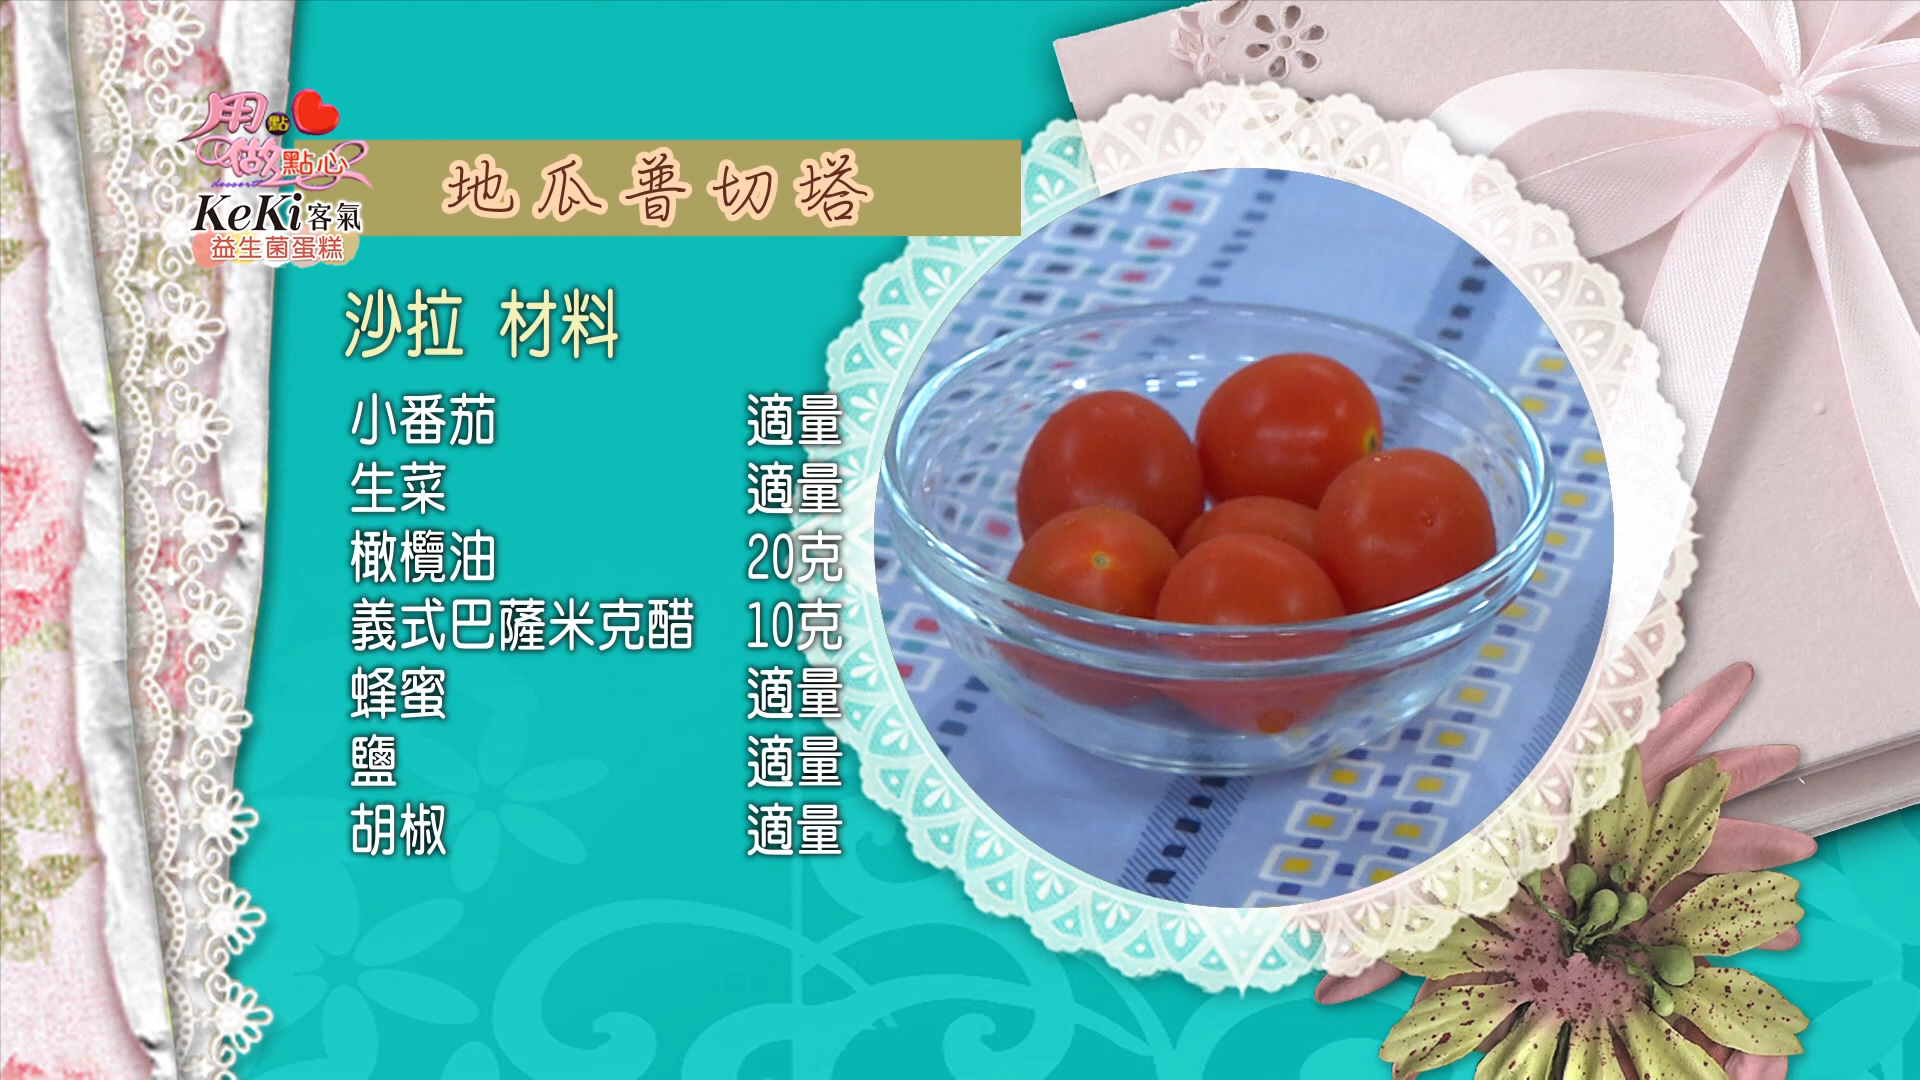 用點
做點心
dessert
KeKi客氣
益生菌蛋糕
地瓜普切塔
沙拉 材料
小番茄 適量
生菜 適量
橄欖油 20克
義式巴薩米克醋 10克
蜂蜜 適量
鹽 適量
胡椒 適量